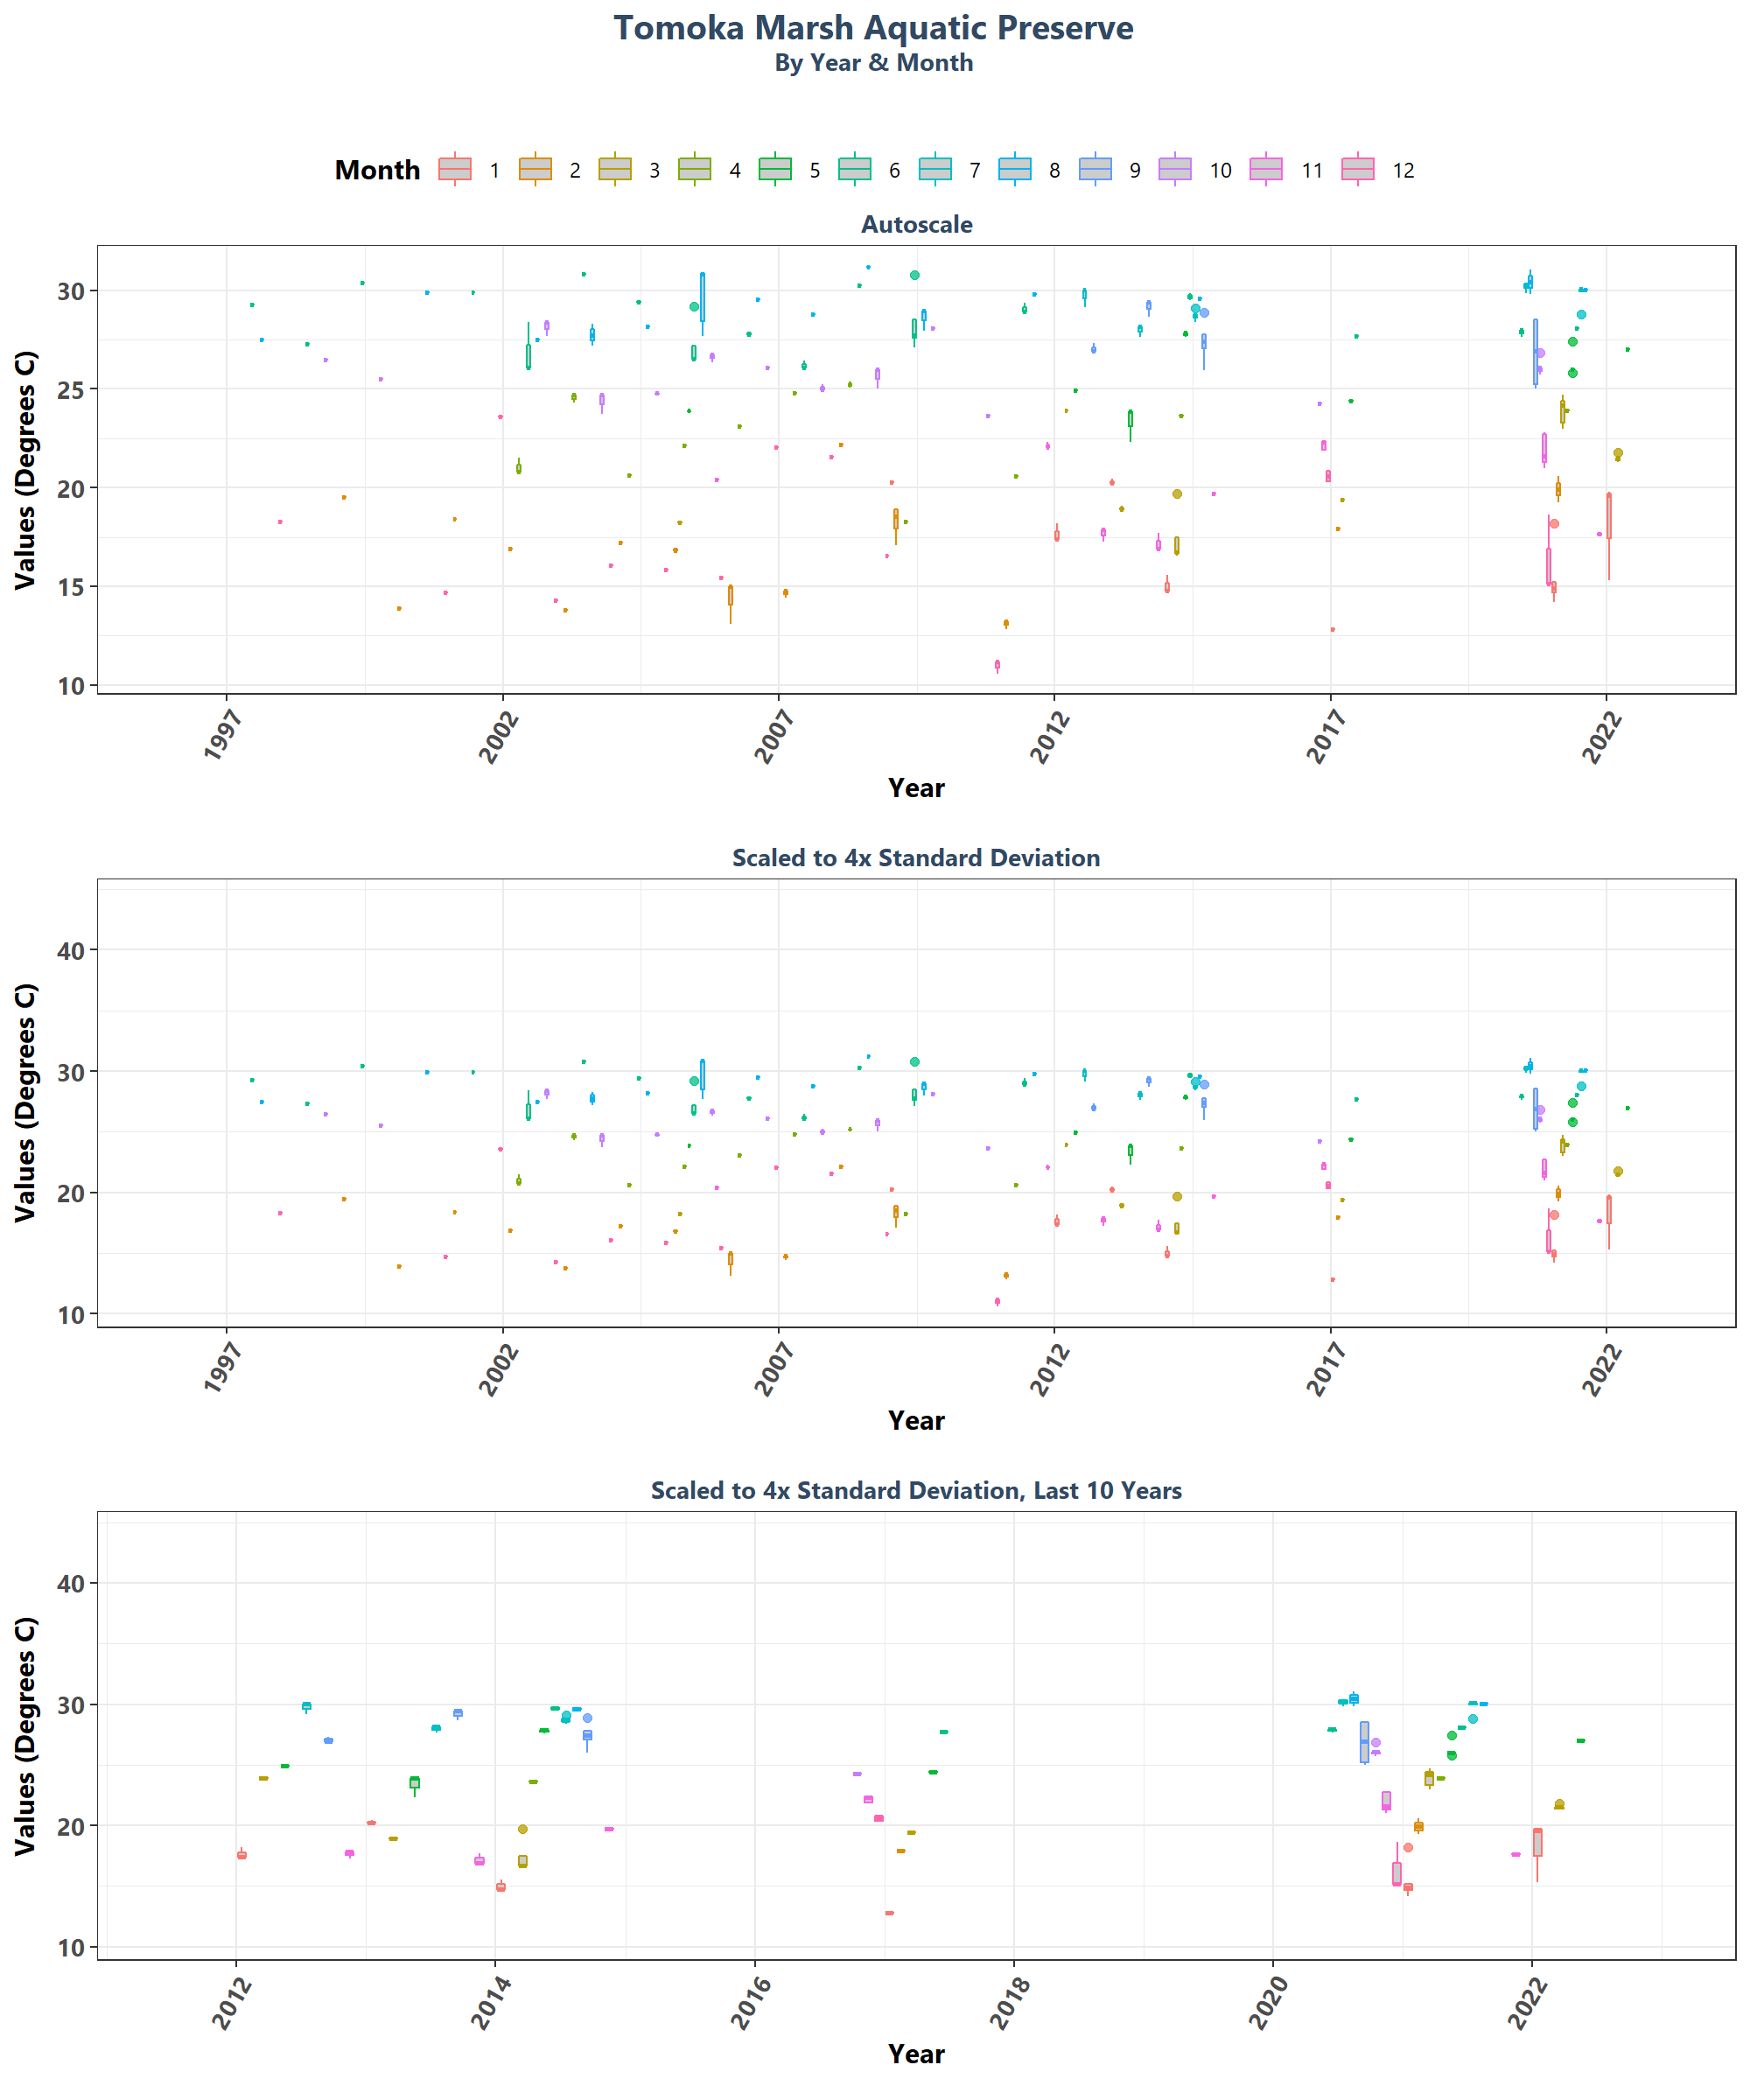 Tomoka Marsh Aquatic Preserve
By Year & Month
Month 1 2 3 4 5 6 7 8 9 10 11 12
Autoscale
Values (Degrees C)
30
25
20
15
10
1997 2002 2007 2012 2017 2022
Year
Scaled to 4x Standard Deviation
Values (Degrees C)
40
30
20
10
1997 2002 2007 2012 2017 2022
Year
Scaled to 4x Standard Deviation, Last 10 Years
Values (Degrees C)
40
30
20
10
2012 2014 2016 2018 2020 2022
Year